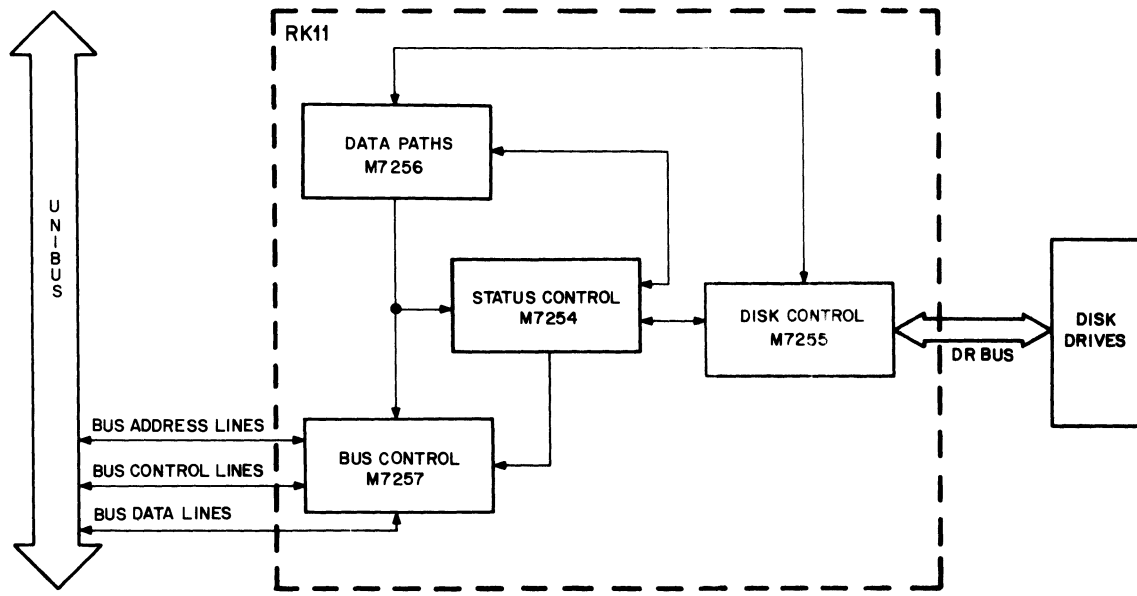 RK11
UNIBUS
DATA PATHS
M7256
STATUS CONTROL
M7254
DISK CONTROL
M7255
DR BUS
DISK
DRIVES
BUS ADDRESS LINES
BUS CONTROL LINES
BUS DATA LINES
BUS CONTROL
M7257